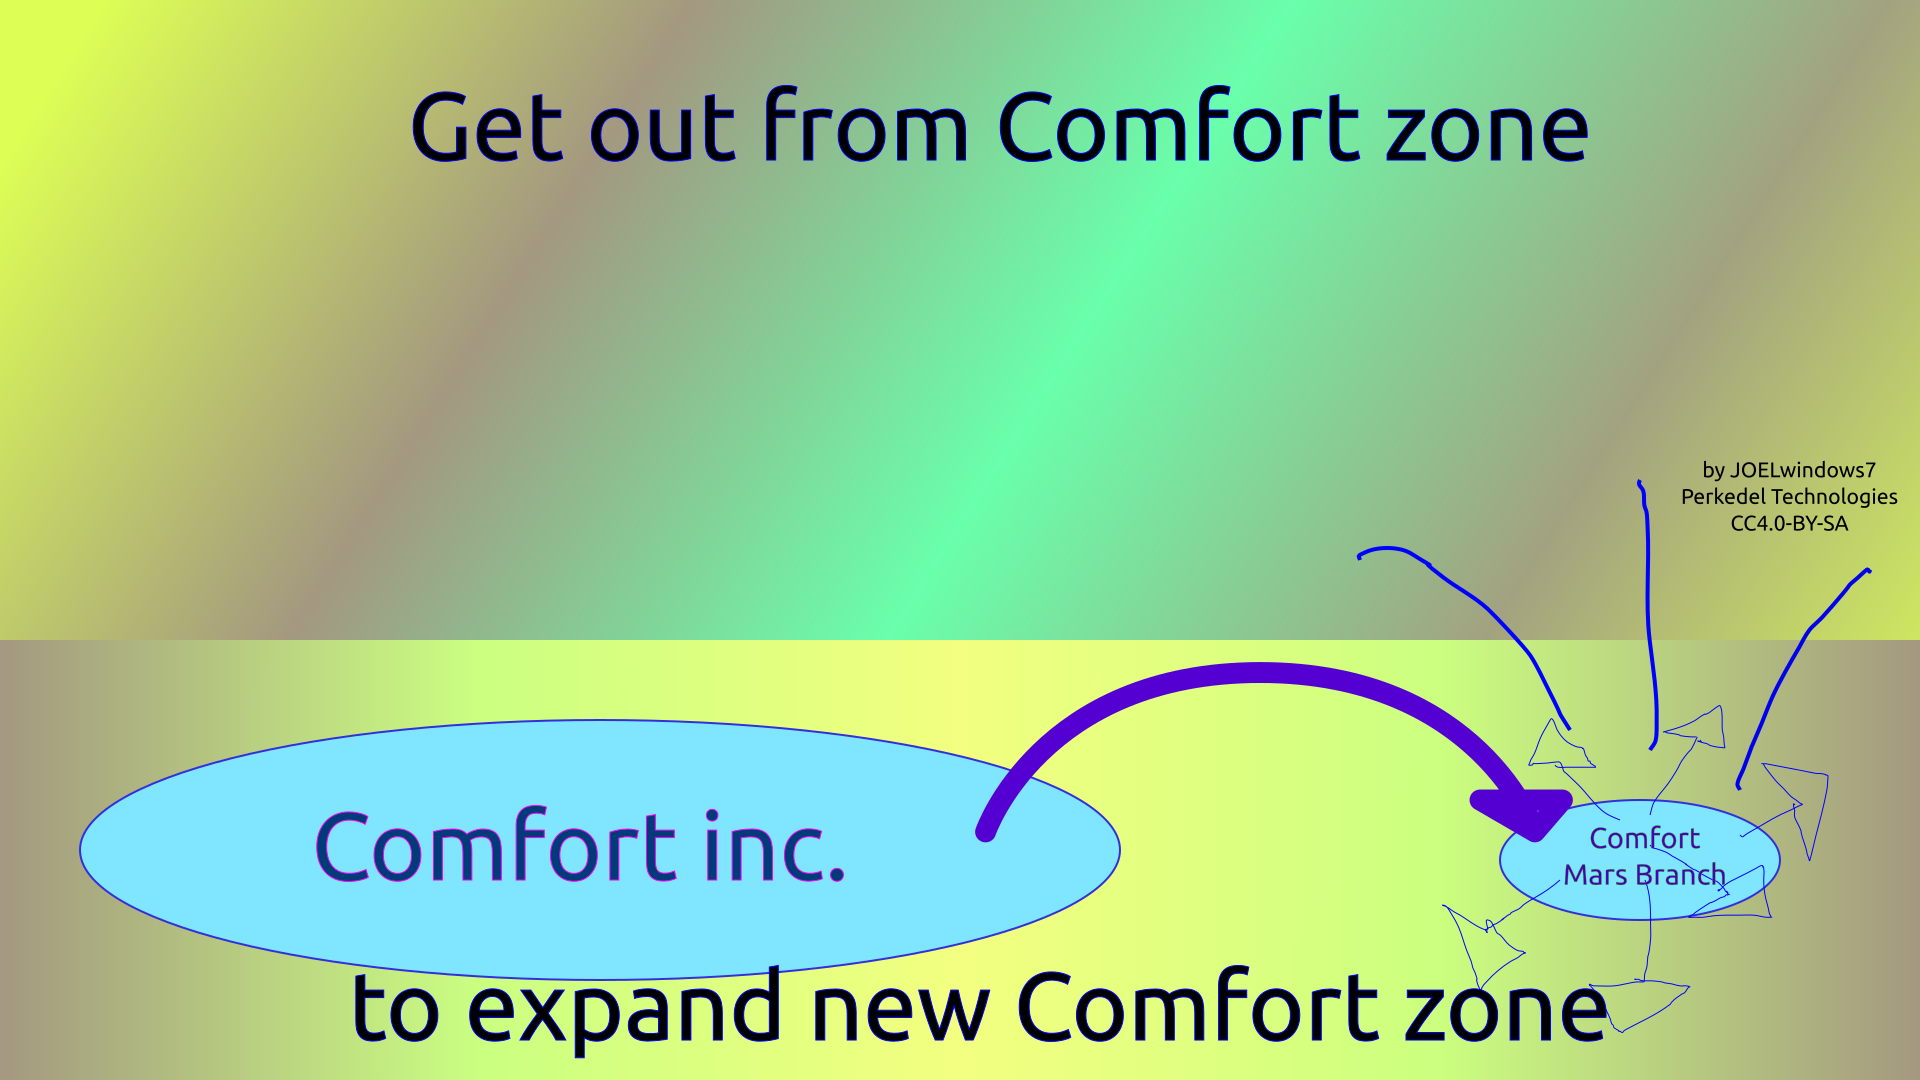 Get out from Comfort zone
by JOELwindows7
Perkedel Technologies
CC4.0-BY-SA
Comfort inc.
Comfort
Mars Branch
to expand new Comfort zone